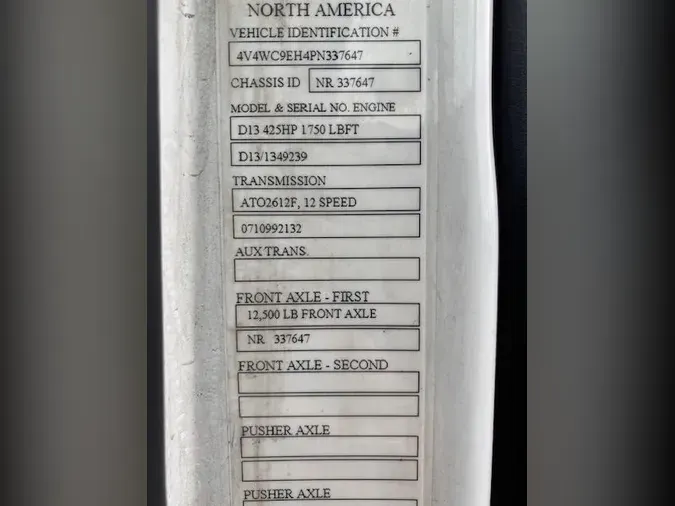 NORTH AMERICA
VEHICLE IDENTIFICATION #
4V4WC9EH4PN337647
CHASSIS ID NR 337647
MODEL & SERIAL NO. ENGINE
D13 425HP 1750 LBFT
D13/1349239
TRANSMISSION
ATO2612F, 12 SPEED
0710992132
AUX TRANS.
FRONT AXLE - FIRST
12,500 LB FRONT AXLE
NR 337647
FRONT AXLE - SECOND
PUSHER AXLE
PUSHER AXLE